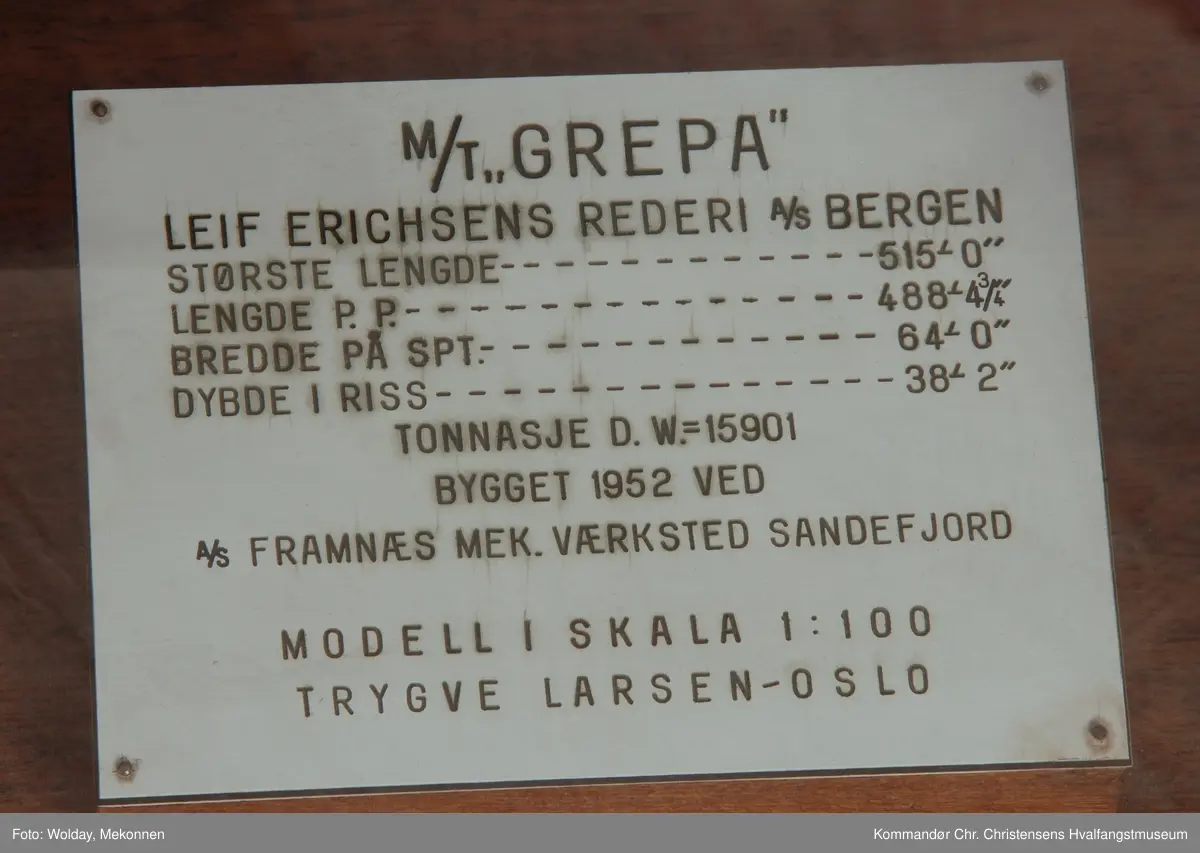 M/T „GREPA"
LEIF ERICHSENS REDERI A/S BERGEN
STØRSTE LENGDE--------------515'-0"
LENGDE P. P.---------------488'-4 3/4"
BREDDE PÅ SPT.-------------64'-0"
DYBDE I RISS--------------38'-2"
TONNASJE D. W.=15901
BYGGET 1952 VED
A/S FRAMNÆS MEK. VÆRKSTED SANDEFJORD
MODELL I SKALA 1:100
TRYGVE LARSEN-OSLO
Foto: Wolday, Mekonnen
Kommandør Chr. Christensens Hvalfangstmuseum